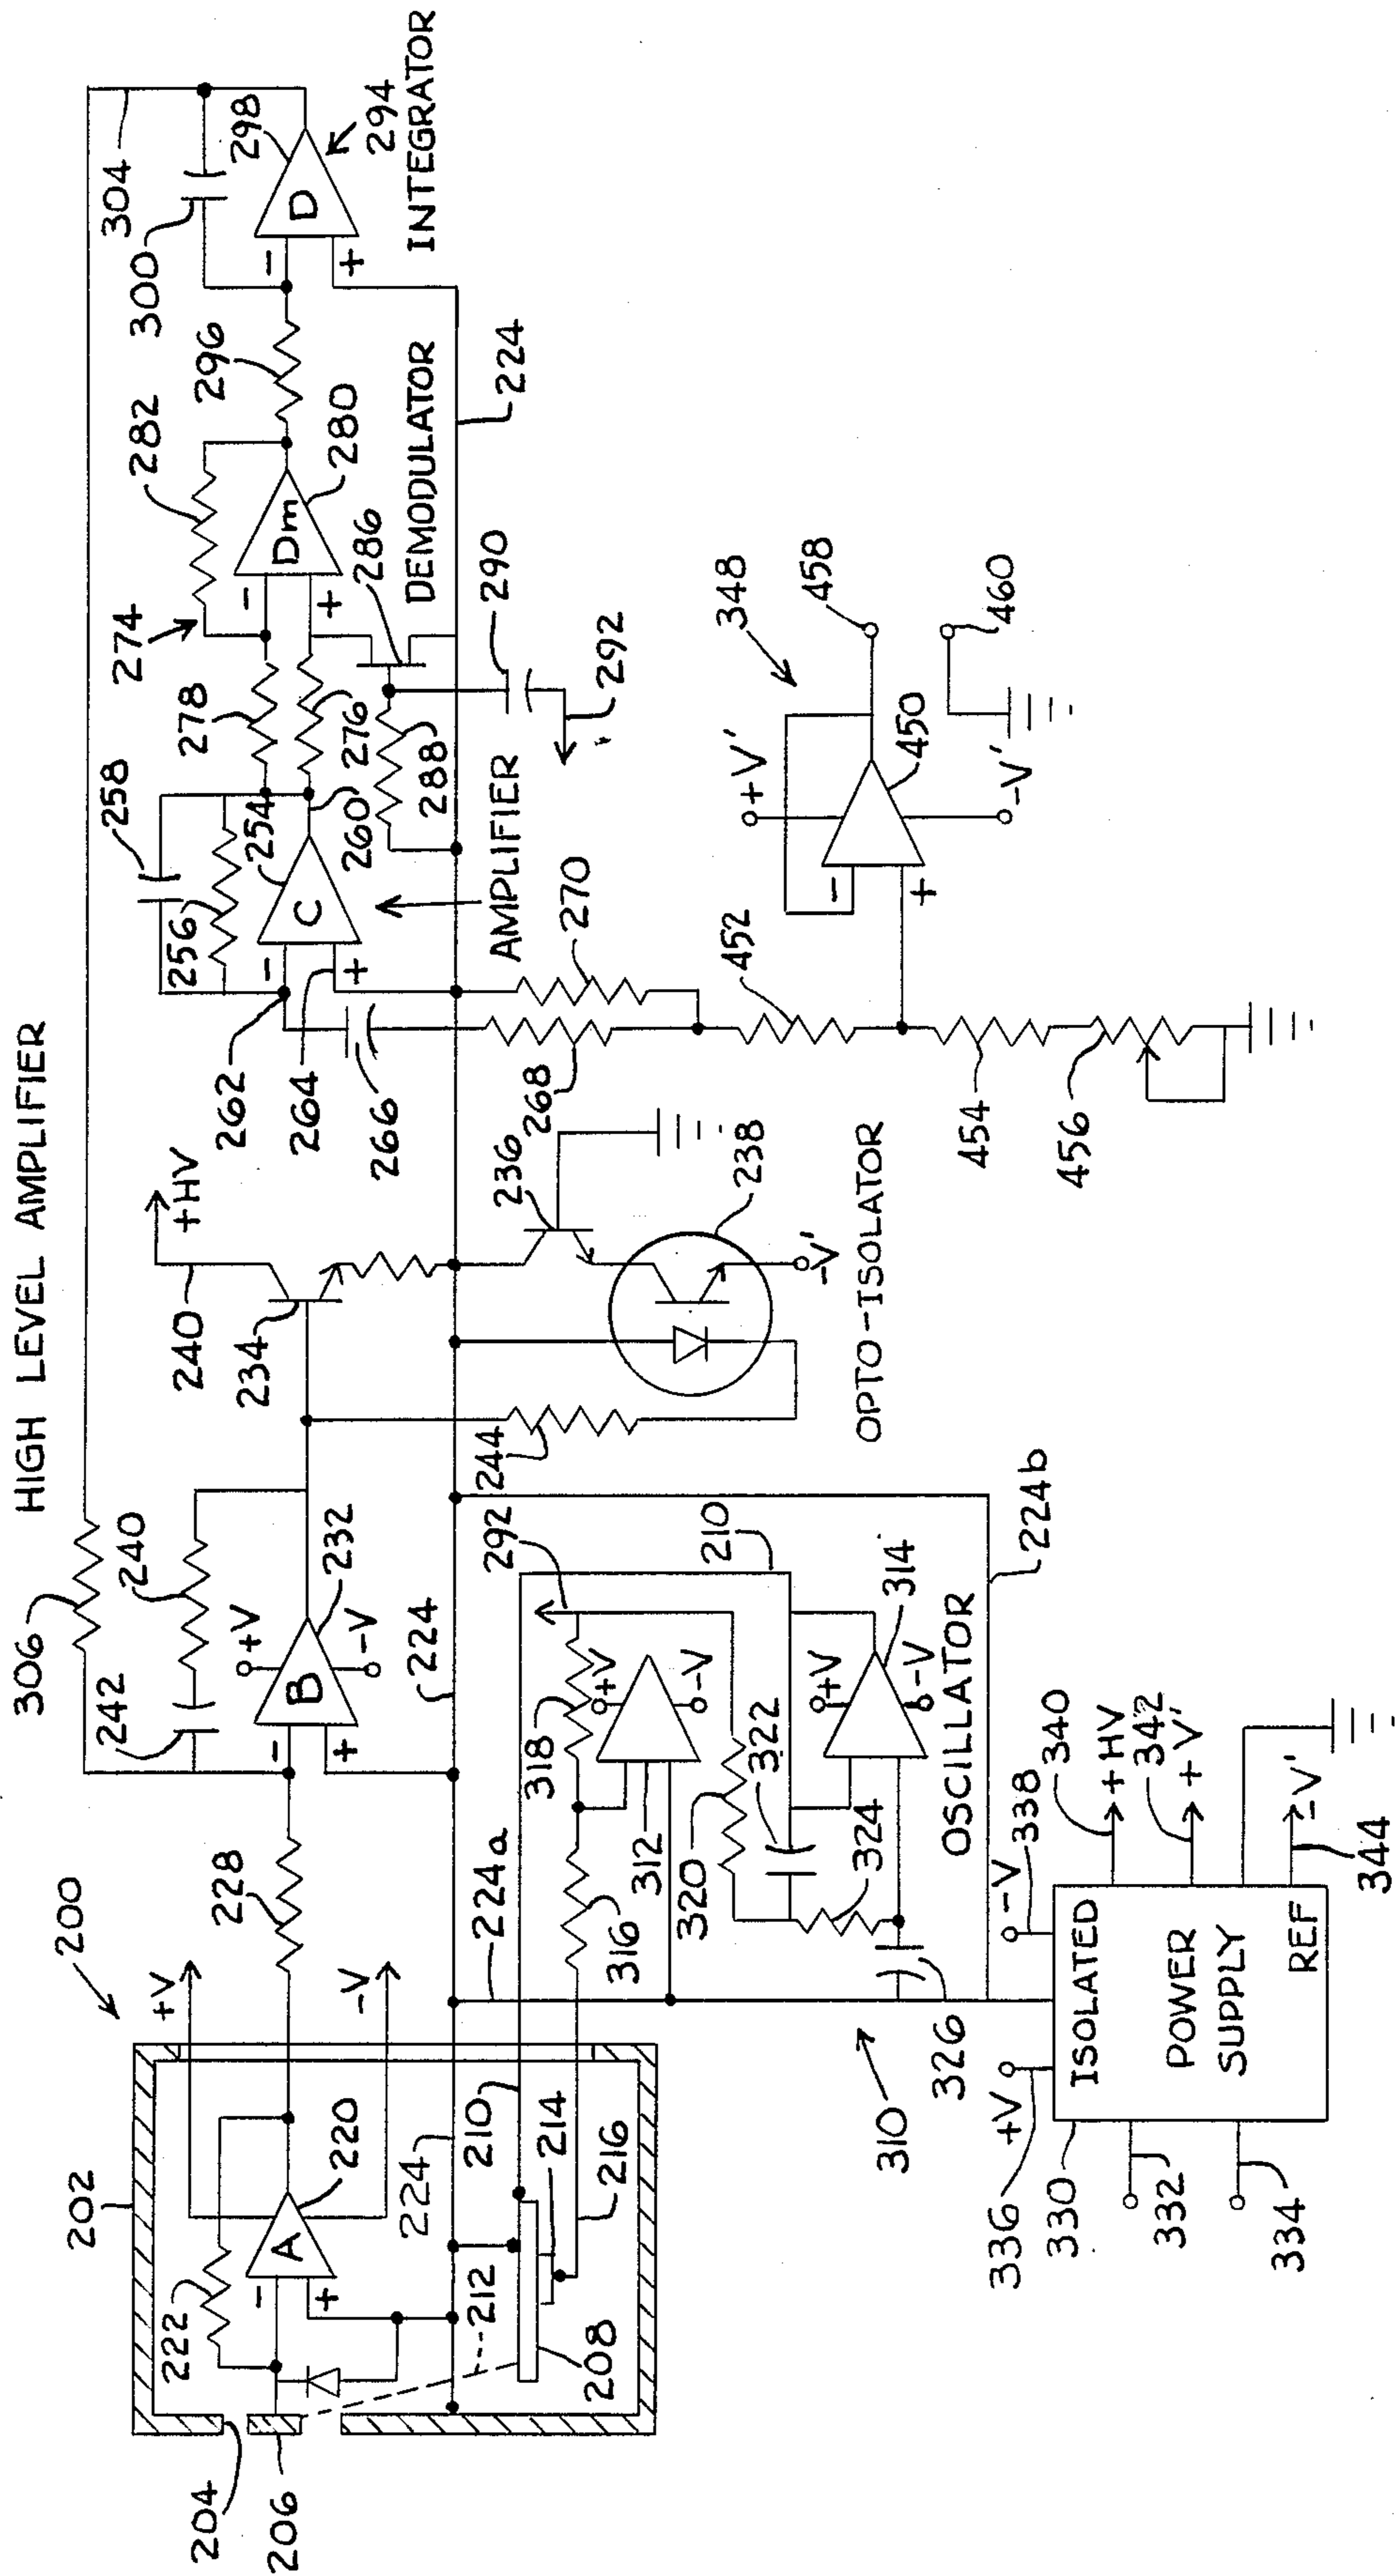 HIGH LEVEL AMPLIFIER
306
304
242
240
240
+HV
258
278
274
282
296
300
298
D
-
+
294
INTEGRATOR
202
200
+V
228
+V
B
-
+
232
-V
234
262
264
266
256
254
C
-
+
260
276
Dm
-
+
280
286
288
DEMODULATOR
204
206
222
A
-
+
220
-V
224
224
224
AMPLIFIER
290
292
212
210
214
216
208
224a
292
210
244
236
238
-V'
OPTO-ISOLATOR
268
270
452
454
456
348
+V'
-
+
450
-V'
458
460
316
318
+V
312
-V
320
322
324
+V
314
-V
OSCILLATOR
224b
310
326
336
+V
-V
338
330
332
334
ISOLATED
POWER
SUPPLY
REF
340
+HV
342
+V'
-V'
344